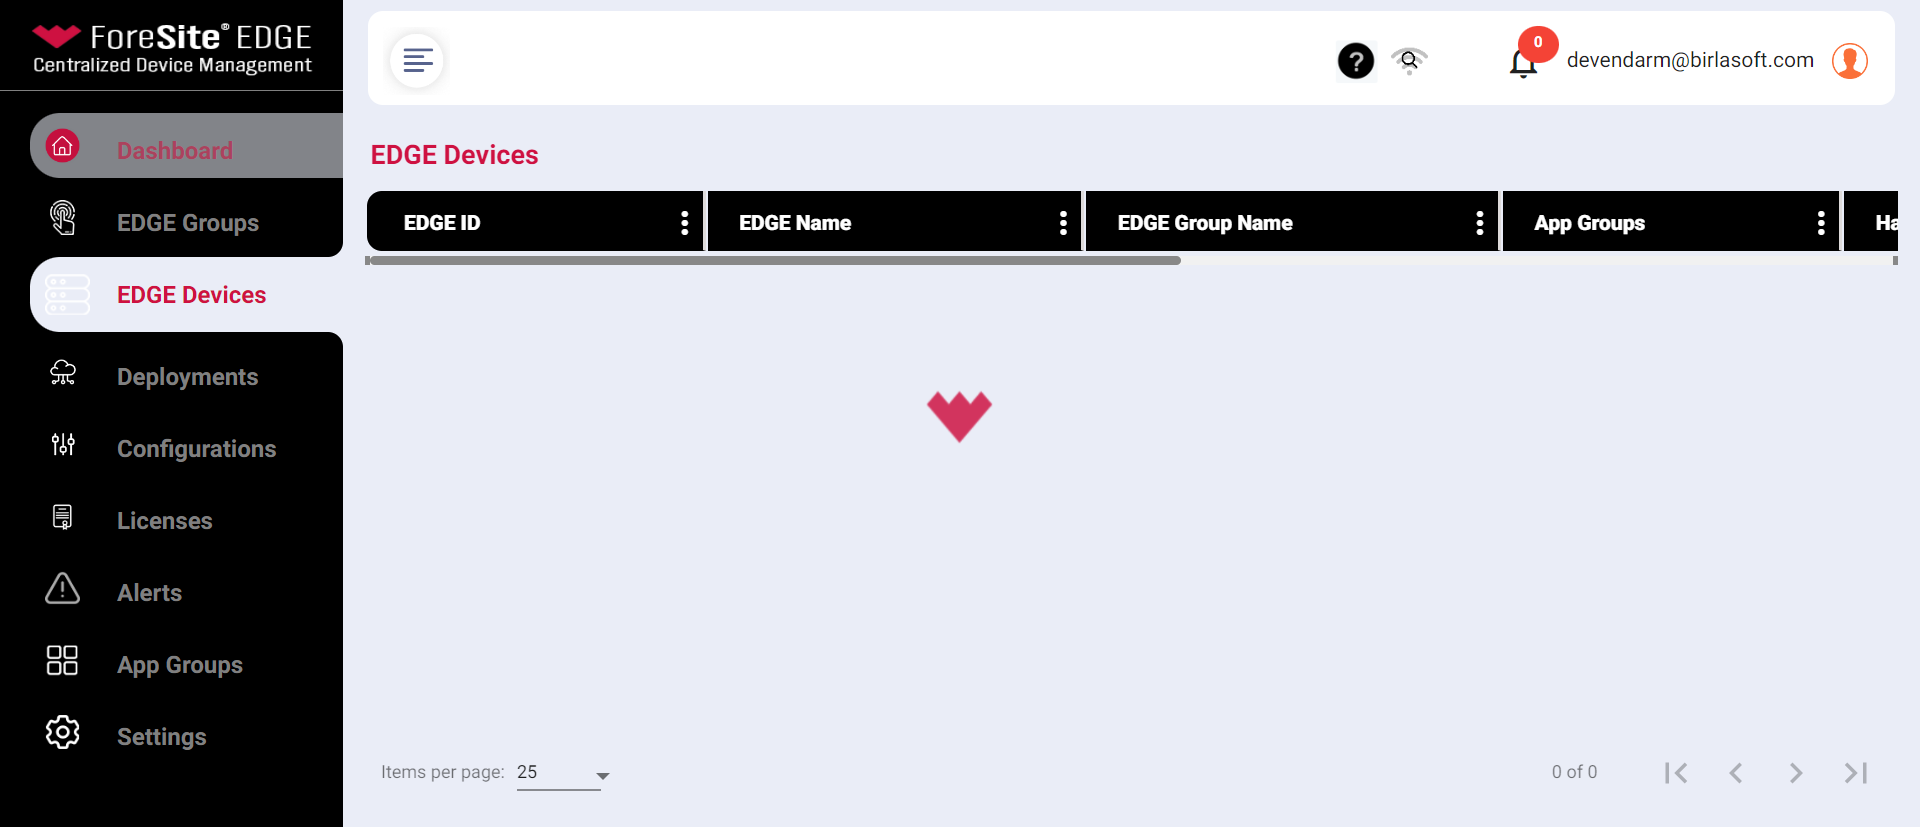 ForeSite® EDGE
Centralized Device Management
?
0
devendarm@birlasoft.com
Dashboard
EDGE Groups
EDGE Devices
Deployments
Configurations
Licenses
Alerts
App Groups
Settings
EDGE Devices
EDGE ID
EDGE Name
EDGE Group Name
App Groups
Ha
Items per page: 25
0 of 0